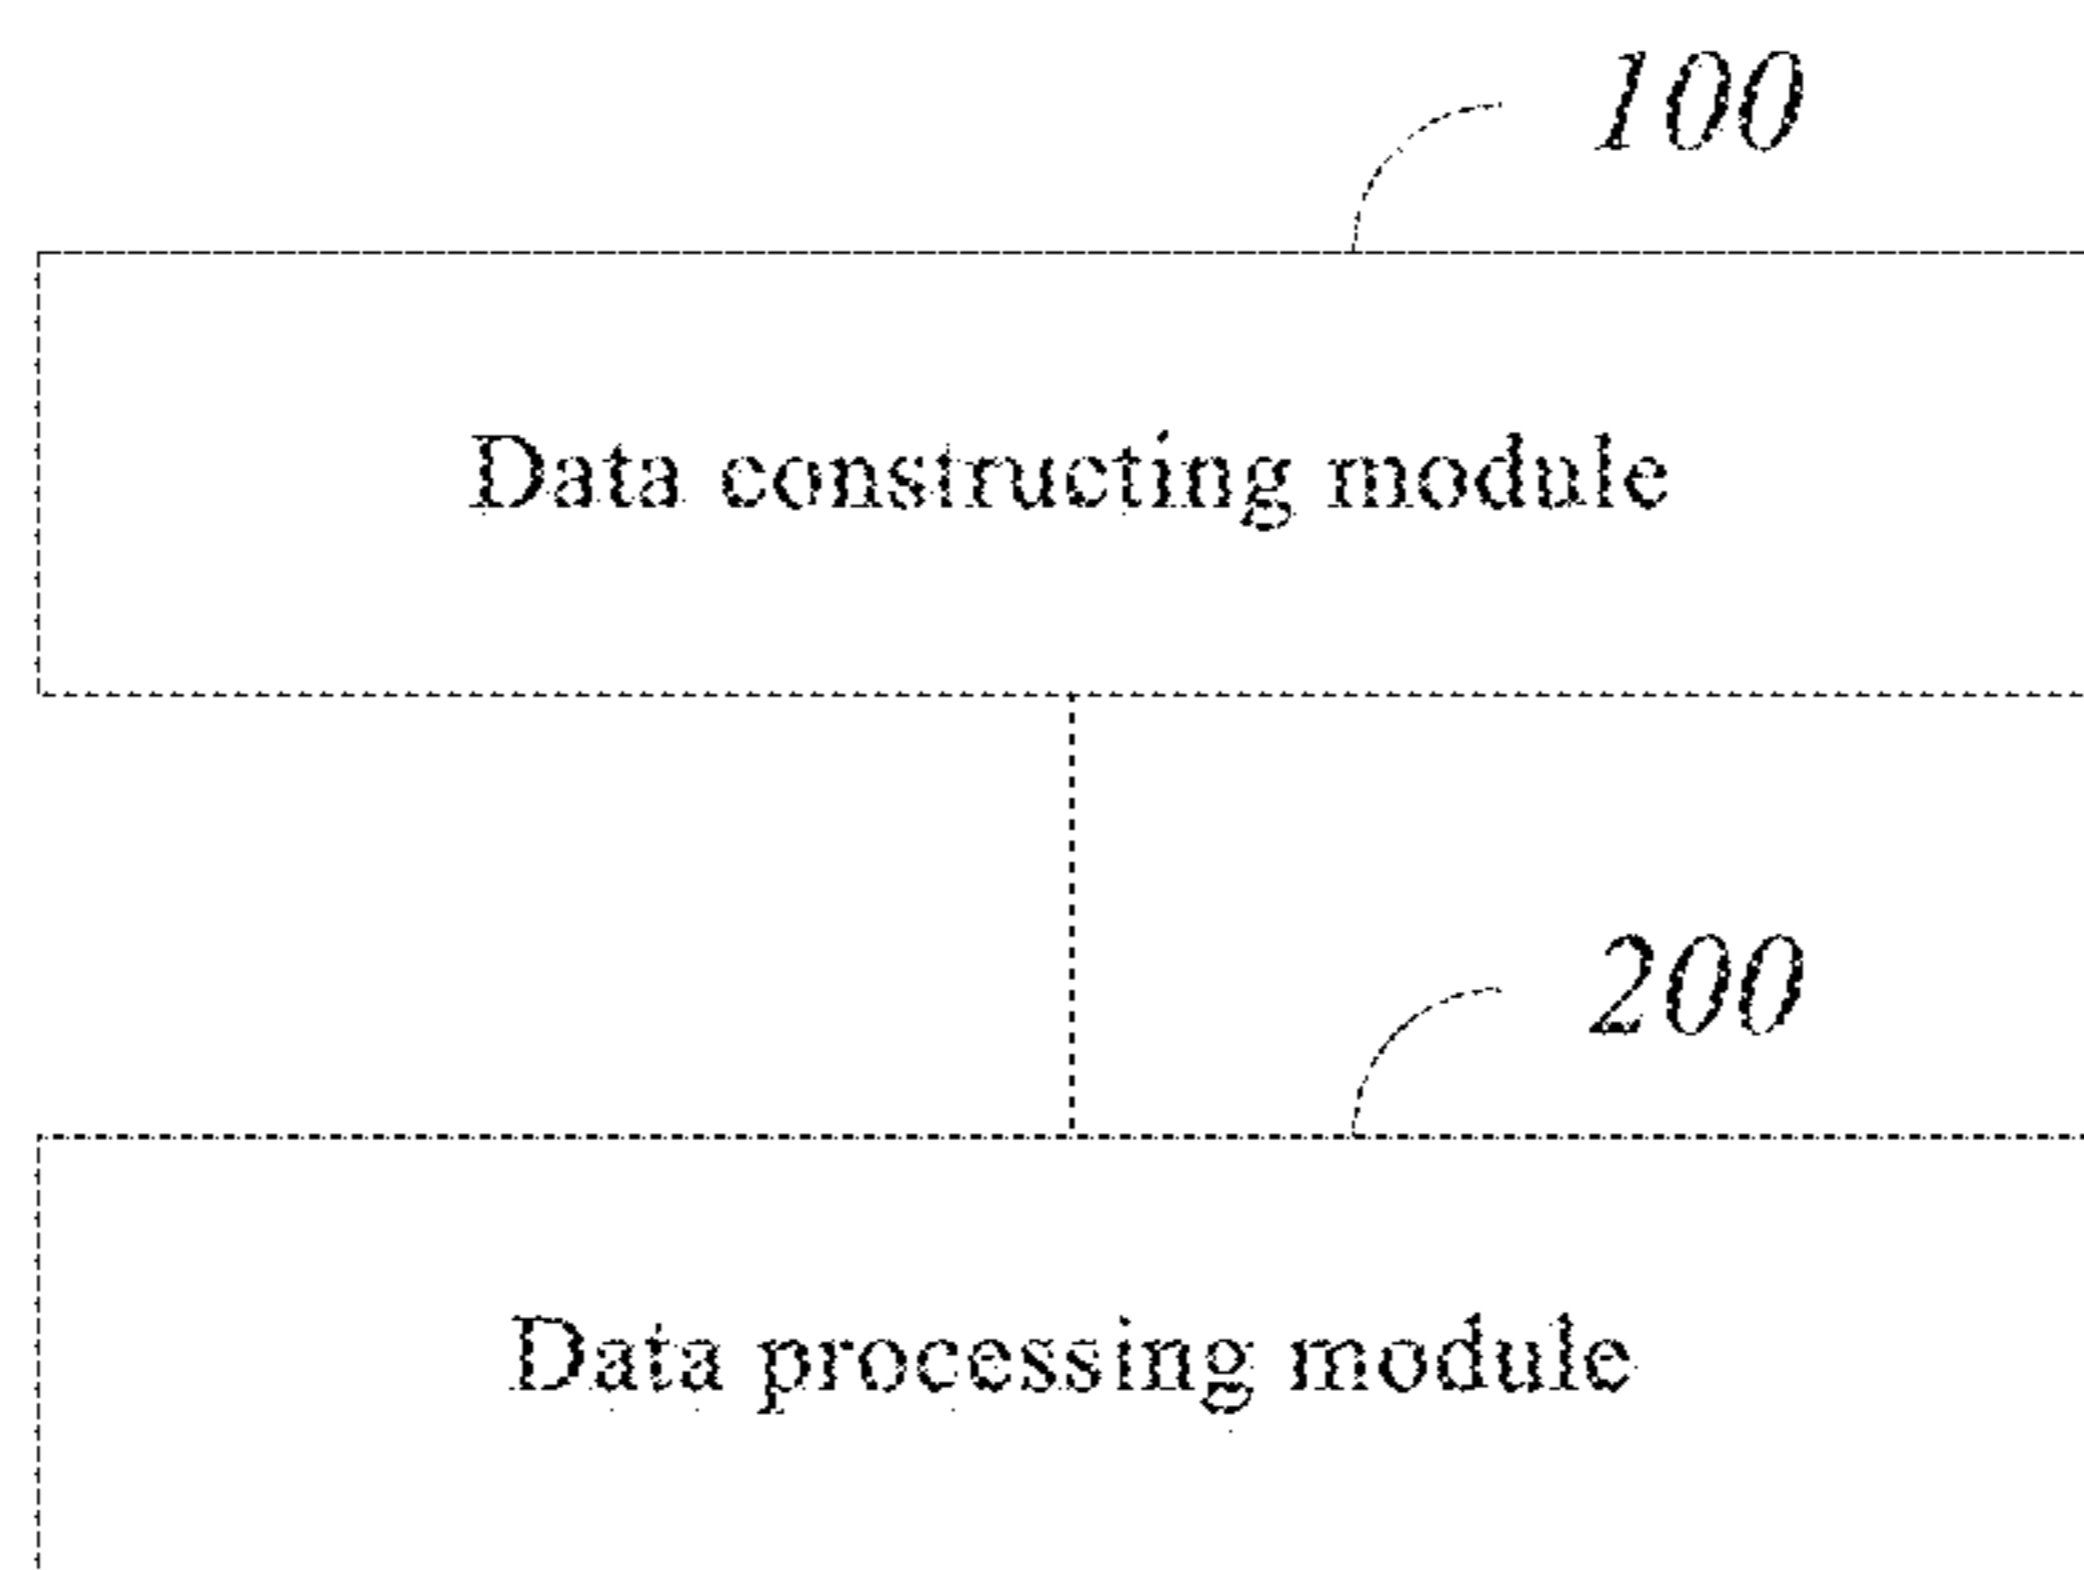 100
Data constructing module
200
Data processing module